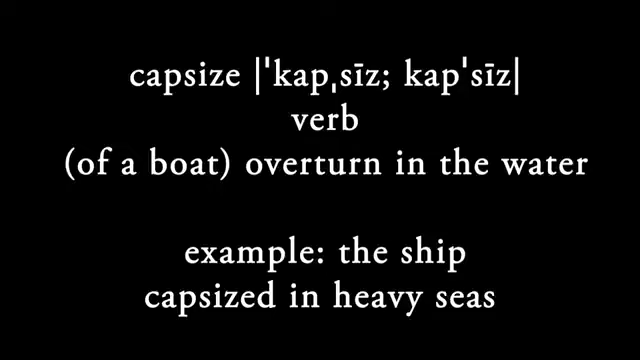 capsize |ˈkapˌsīz; kapˈsīz|
verb
(of a boat) overturn in the water
example: the ship
capsized in heavy seas